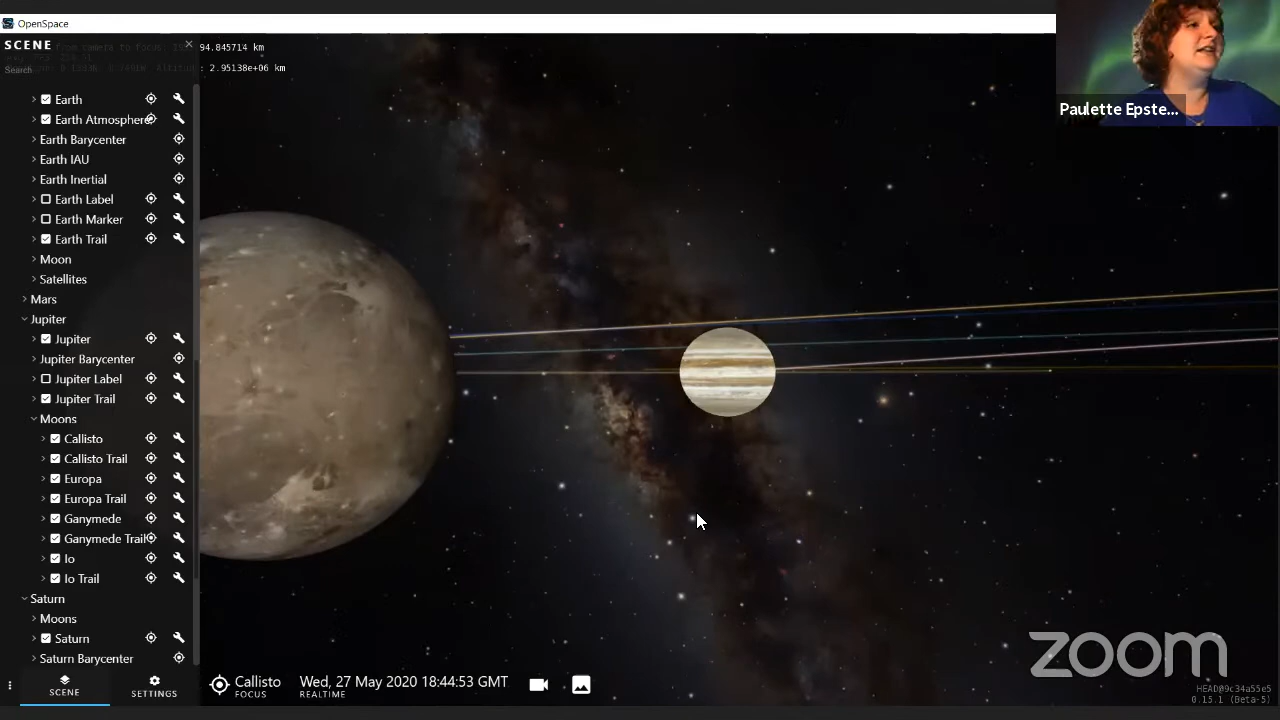 OpenSpace
SCENE
94.845714 km
Search
: 2.95138e+06 km
Earth
Earth Atmosphere
Earth Barycenter
Earth IAU
Earth Inertial
Earth Label
Earth Marker
Earth Trail
Moon
Satellites
Mars
Jupiter
Jupiter
Jupiter Barycenter
Jupiter Label
Jupiter Trail
Moons
Callisto
Callisto Trail
Europa
Europa Trail
Ganymede
Ganymede Trail
Io
Io Trail
Saturn
Moons
Saturn
Saturn Barycenter
SCENE
SETTINGS
Callisto
FOCUS
Wed, 27 May 2020 18:44:53 GMT
REALTIME
Paulette Epste...
zoom
HEAD@9c34a55e5
0.15.1 (Beta-5)